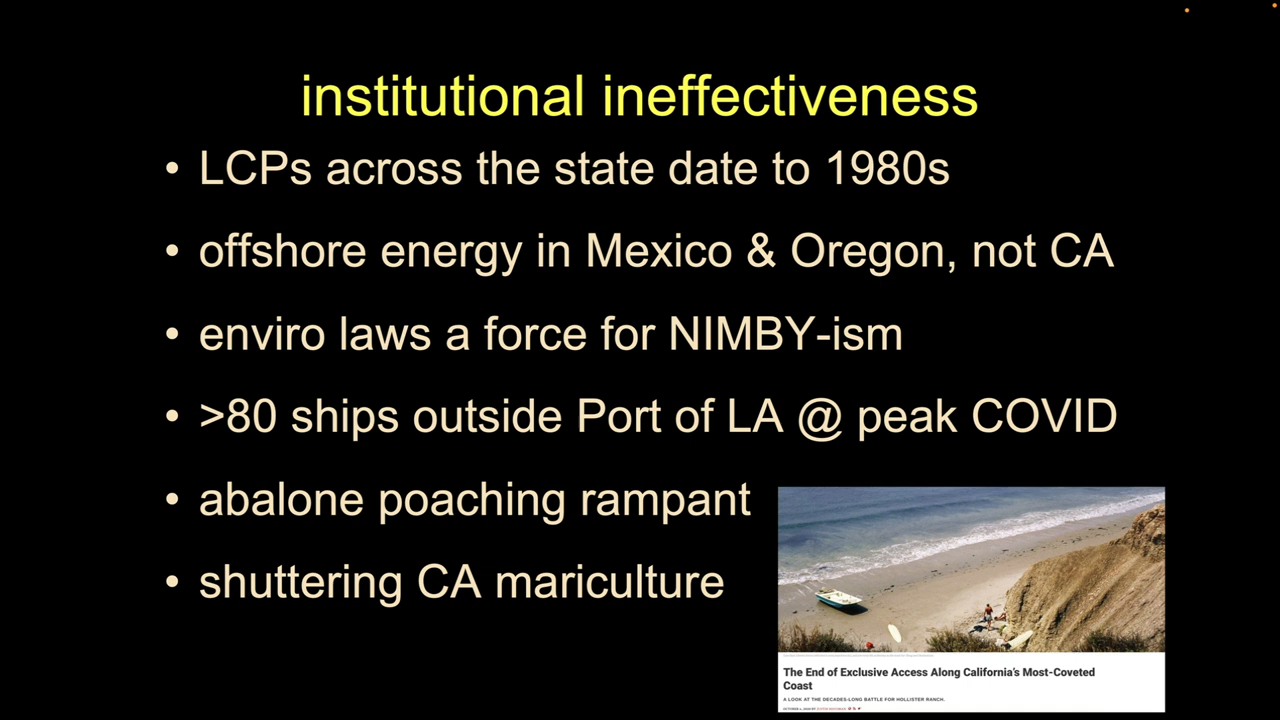 institutional ineffectiveness
• LCPs across the state date to 1980s
• offshore energy in Mexico & Oregon, not CA
• enviro laws a force for NIMBY-ism
• >80 ships outside Port of LA @ peak COVID
• abalone poaching rampant
• shuttering CA mariculture
The End of Exclusive Access Along California's Most-Coveted
Coast
A LOOK AT THE DECADES-LONG BATTLE FOR HOLLISTER RANCH.